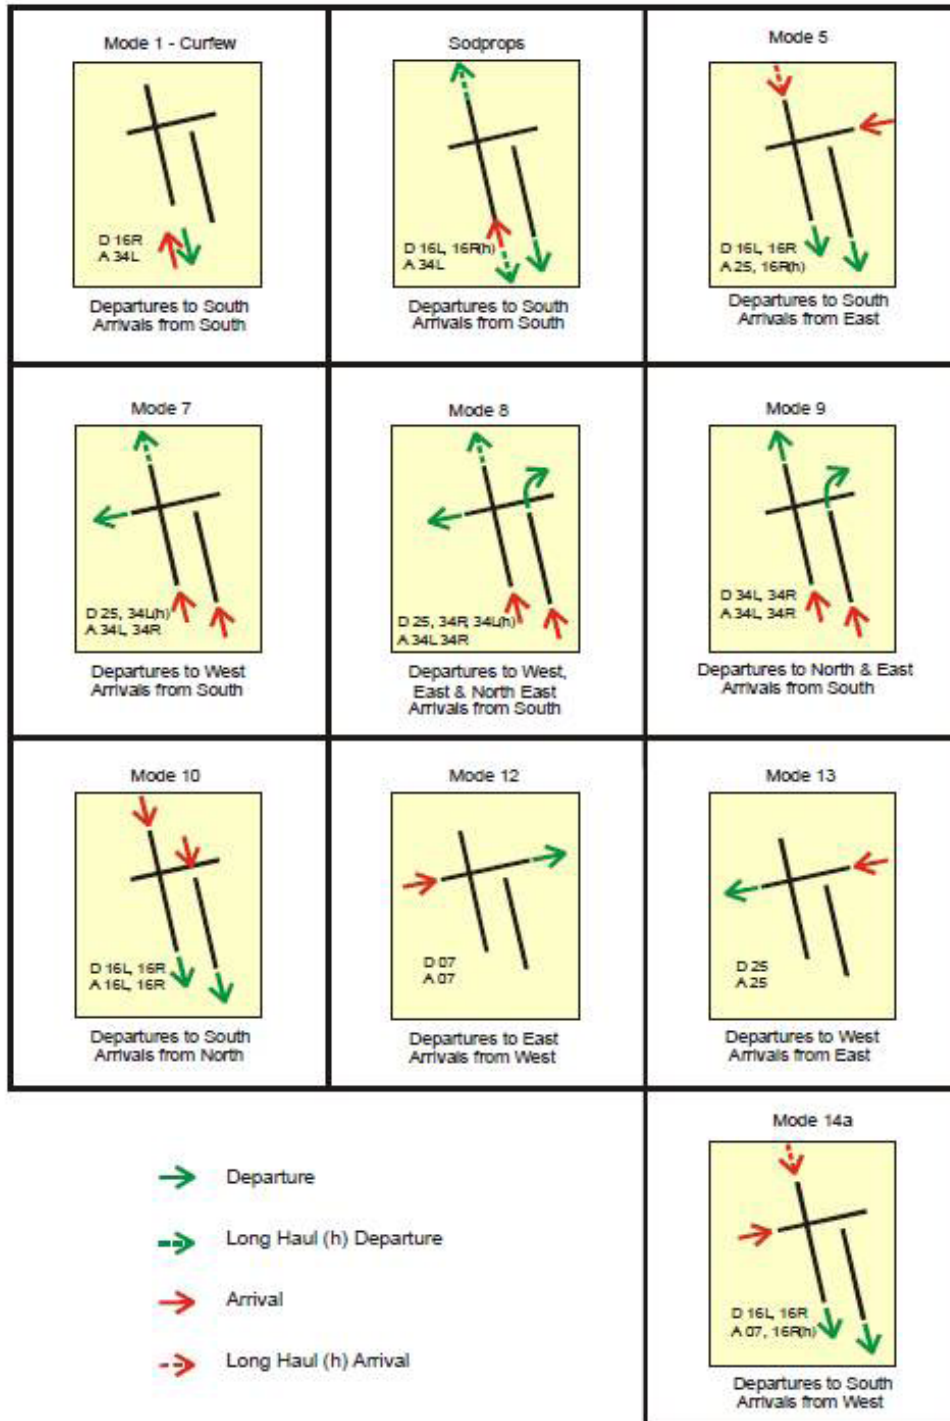 Mode 1 - Curfew
D 16R
A 34L
Departures to South
Arrivals from South
Sodprops
D 16L, 16R(h)
A 34L
Departures to South
Arrivals from South
Mode 5
D 16L, 16R
A 25, 16R(h)
Departures to South
Arrivals from East
Mode 7
D 25, 34L(h)
A 34L, 34R
Departures to West
Arrivals from South
Mode 8
D 25, 34R, 34L(h)
A 34L 34R
Departures to West,
East & North East
Arrivals from South
Mode 9
D 34L, 34R
A 34L, 34R
Departures to North & East
Arrivals from South
Mode 10
D 16L, 16R
A 16L, 16R
Departures to South
Arrivals from North
Mode 12
D 07
A 07
Departures to East
Arrivals from West
Mode 13
D 25
A 25
Departures to West
Arrivals from East
Departure
Long Haul (h) Departure
Arrival
Long Haul (h) Arrival
Mode 14a
D 16L, 16R
A 07, 16R(h)
Departures to South
Arrivals from West